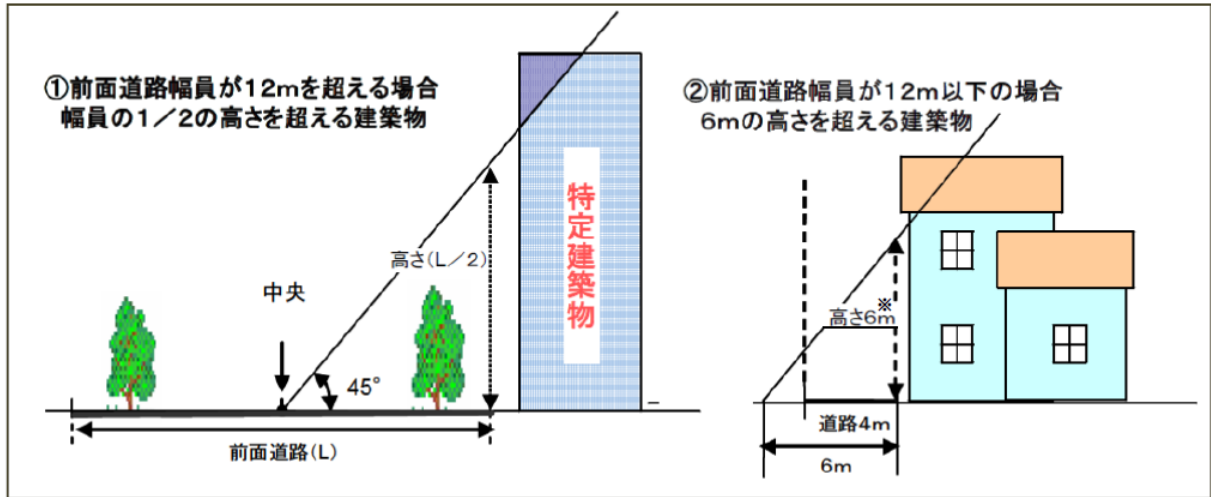 ①前面道路幅員が12mを超える場合
幅員の1/2の高さを超える建築物
特定建築物
高さ(L/2)
中央
45°
前面道路(L)
②前面道路幅員が12m以下の場合
6mの高さを超える建築物
※
高さ6m
道路4m
6m